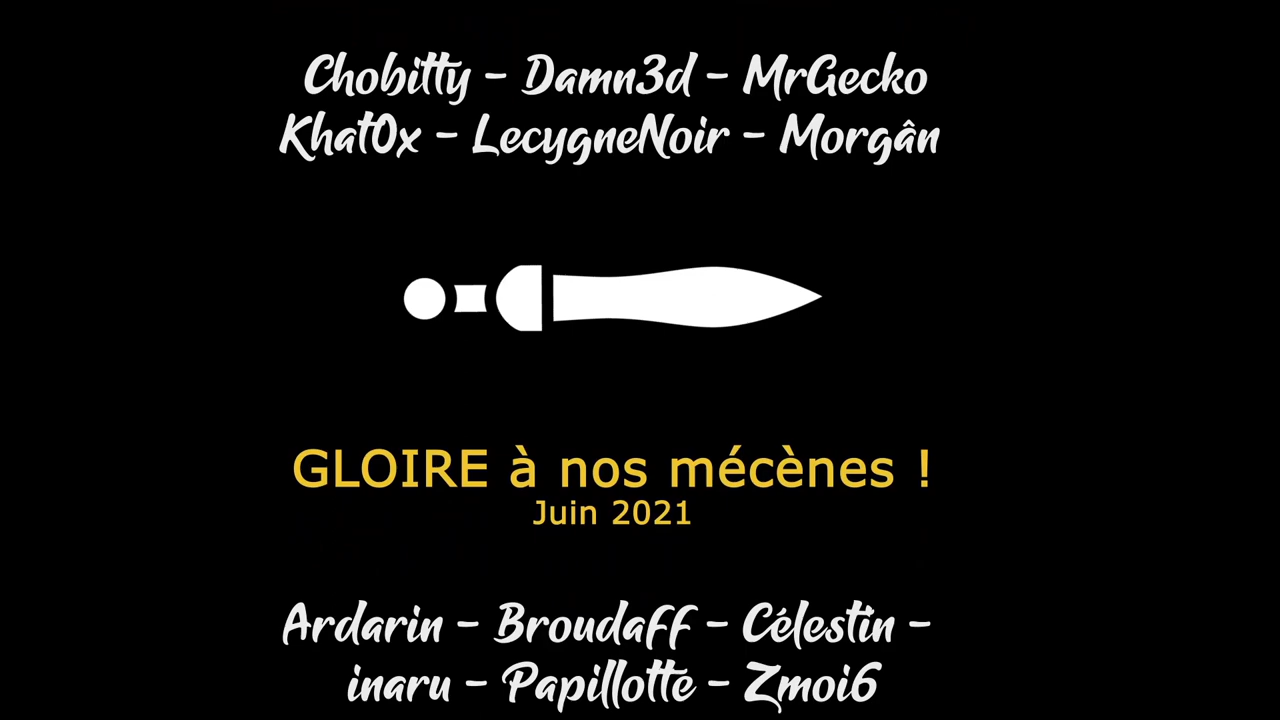 Chobitty - Damn3d - MrGecko
Khat0x - LecygneNoir - Morgân
GLOIRE à nos mécènes !
Juin 2021
Ardarin - Broudaff - Célestin -
inaru - Papillotte - Zmoi6